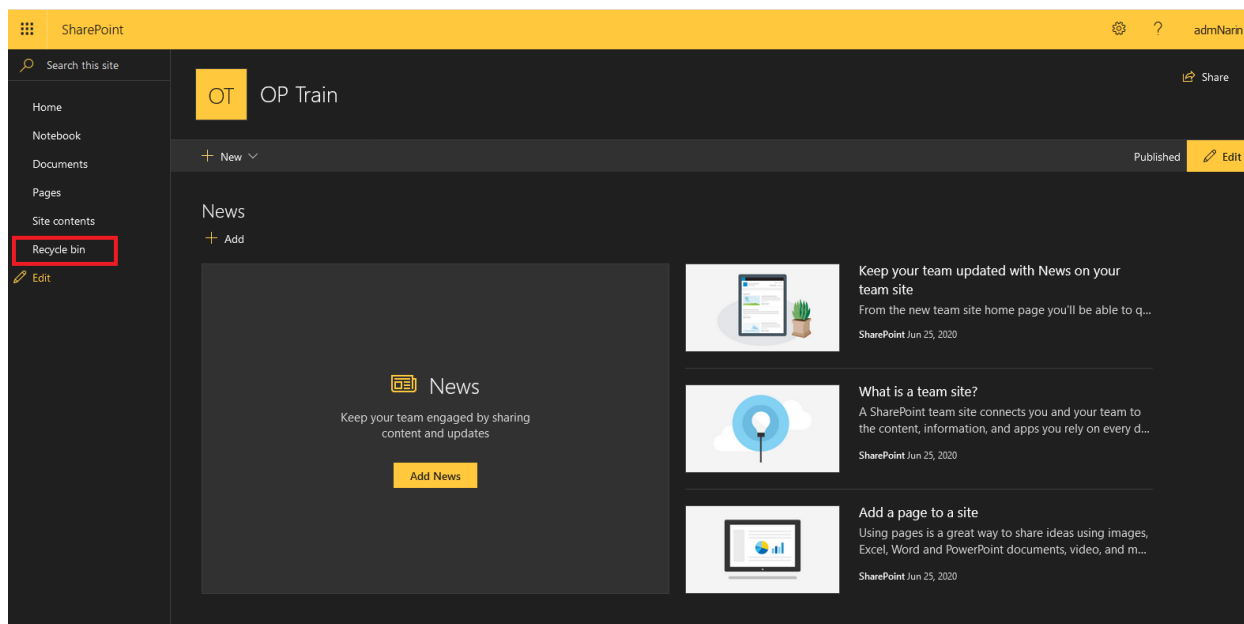 SharePoint
?
admNarin
Search this site
Home
Notebook
Documents
Pages
Site contents
Recycle bin
Edit
OT
OP Train
Share
New
Published
Edit
News
Add
News
Keep your team engaged by sharing
content and updates
Add News
Keep your team updated with News on your
team site
From the new team site home page you'll be able to q...
SharePoint Jun 25, 2020
What is a team site?
A SharePoint team site connects you and your team to
the content, information, and apps you rely on every d...
SharePoint Jun 25, 2020
Add a page to a site
Using pages is a great way to share ideas using images,
Excel, Word and PowerPoint documents, video, and m...
SharePoint Jun 25, 2020